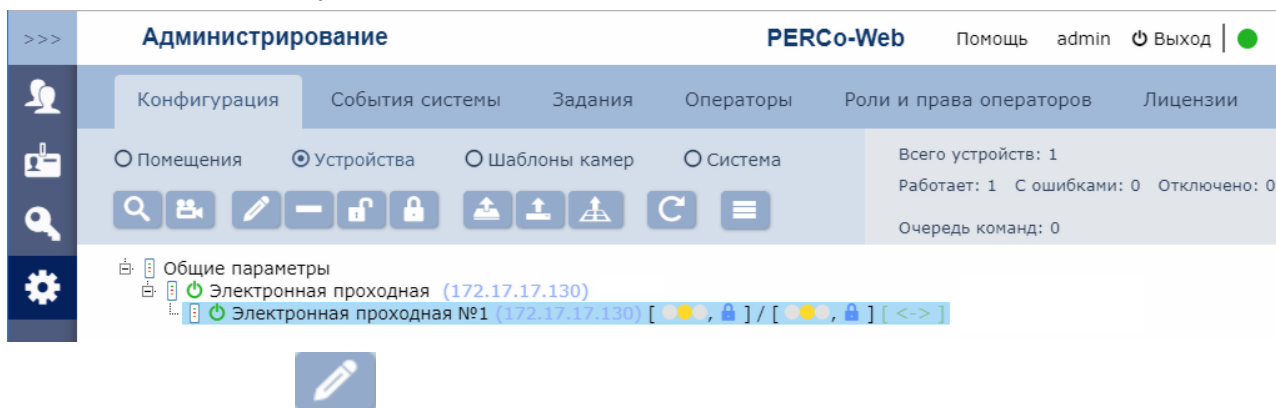 >>> Администрирование PERCo-Web Помощь admin Выход
Конфигурация События системы Задания Операторы Роли и права операторов Лицензии
Помещения Устройства Шаблоны камер Система
Всего устройств: 1
Работает: 1 С ошибками: 0 Отключено: 0
Очередь команд: 0
Общие параметры
Электронная проходная (172.17.17.130)
Электронная проходная №1 (172.17.17.130) [ , ] / [ , ] [ <-> ]